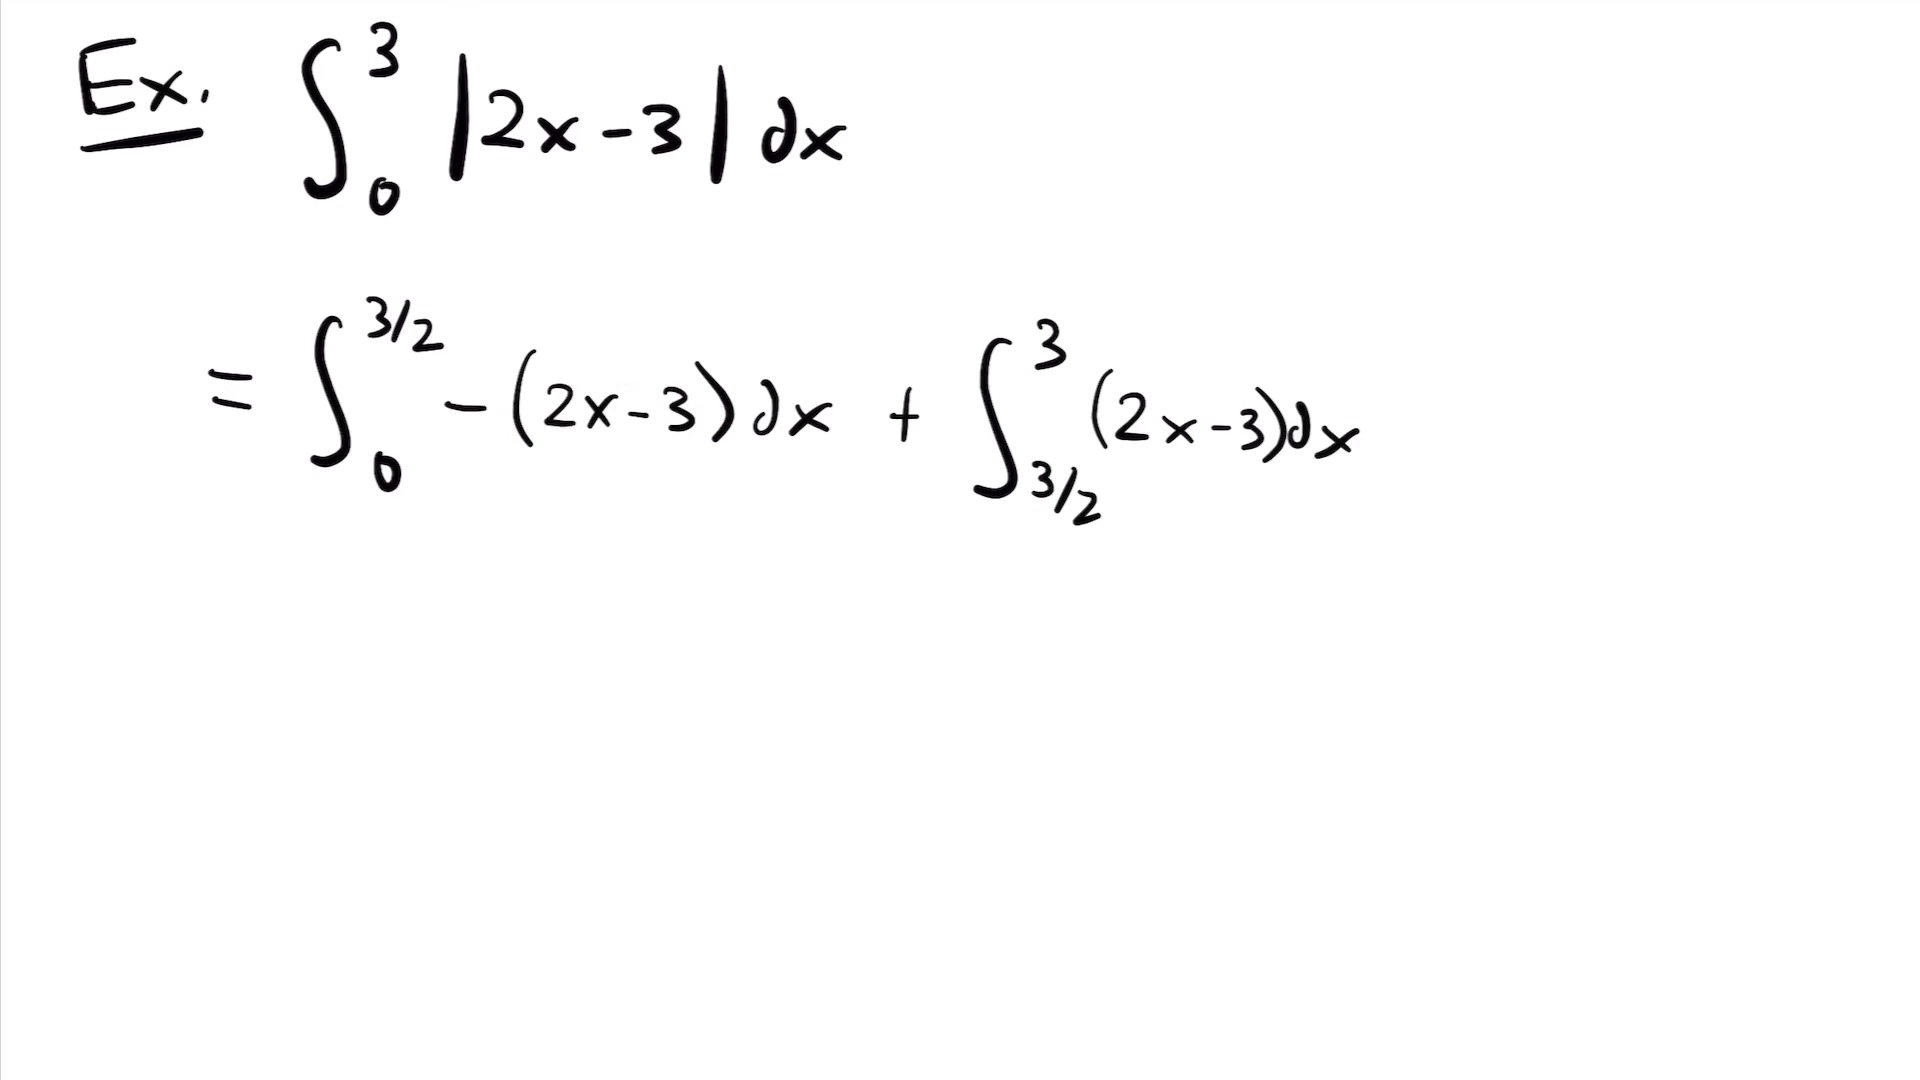 Ex. ∫₀³ |2x-3| dx
= ∫₀^{3/2} -(2x-3) dx + ∫_{3/2}^{3} (2x-3)dx